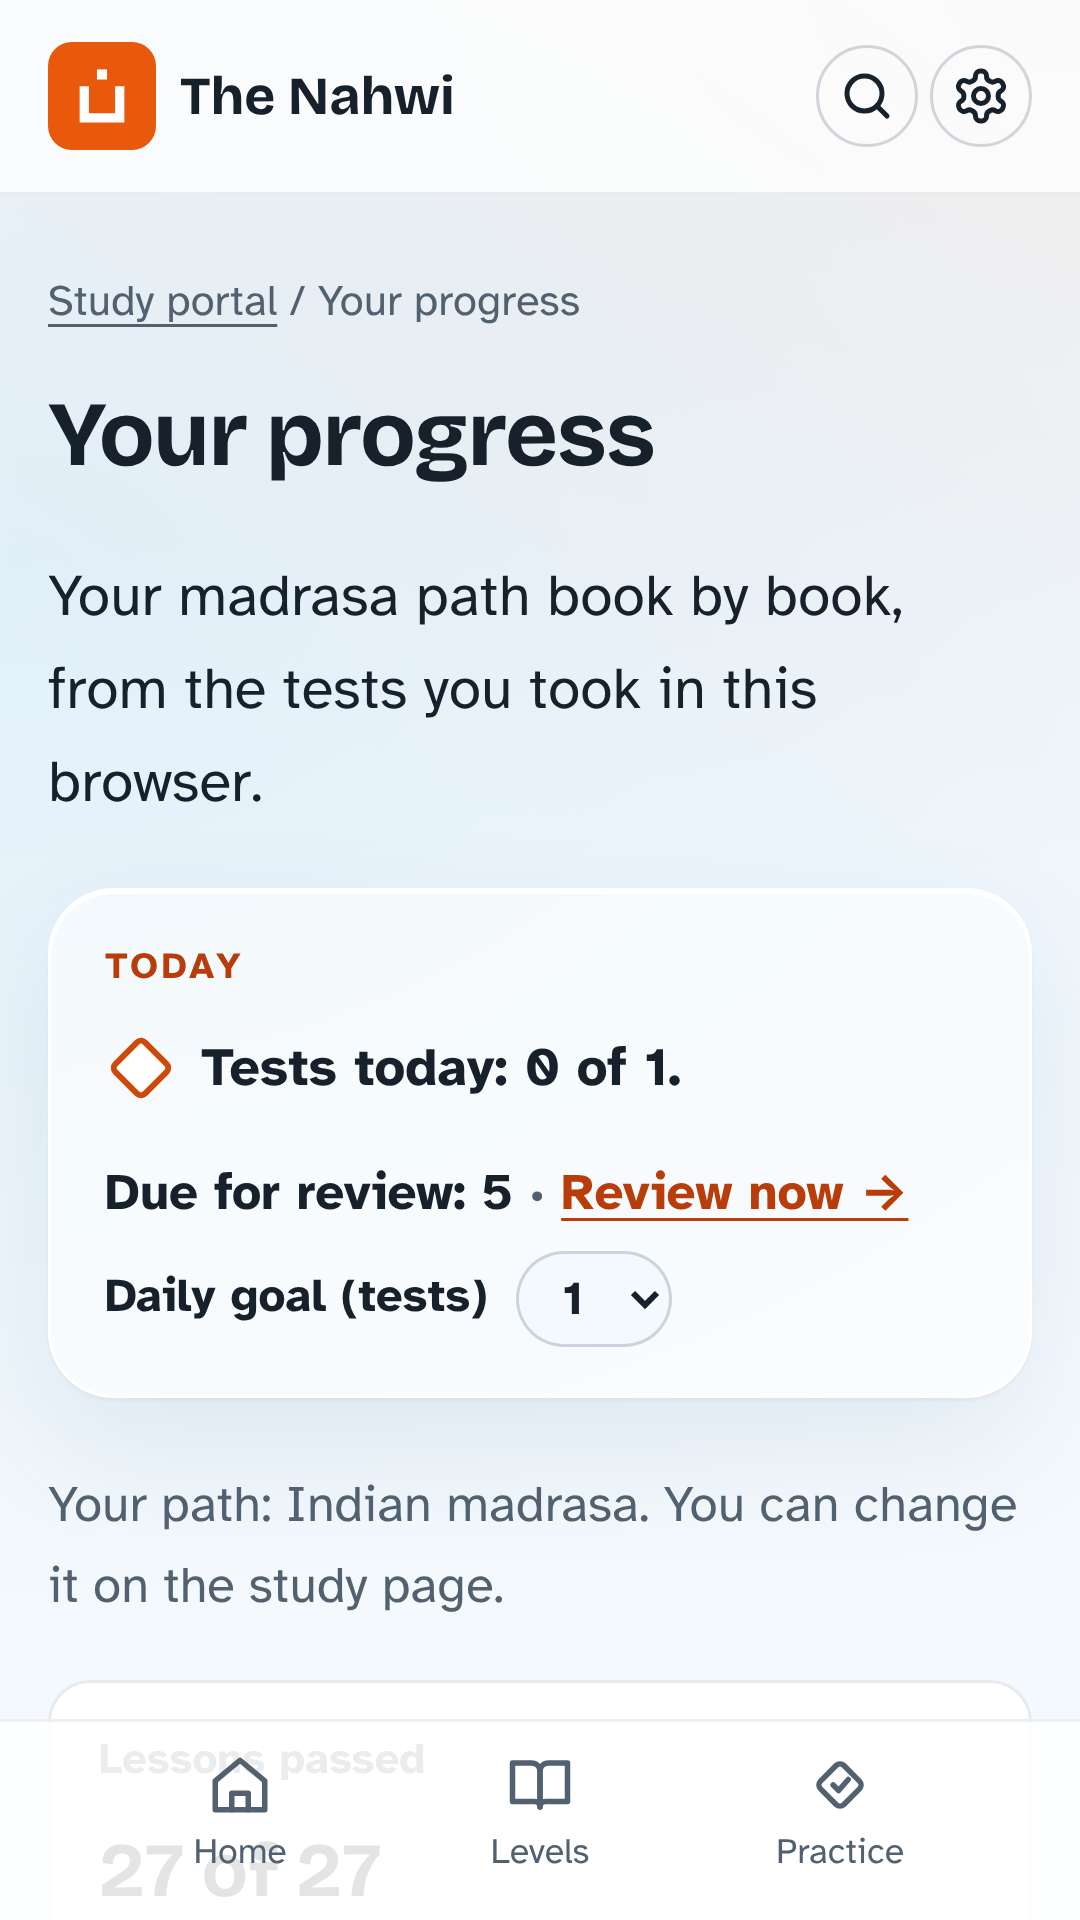 The Nahwi
Study portal / Your progress
Your progress
Your madrasa path book by book,
from the tests you took in this
browser.
TODAY
Tests today: 0 of 1.
Due for review: 5 · Review now →
Daily goal (tests) 1
Your path: Indian madrasa. You can change
it on the study page.
Lessons passed
27 of 27
Home Levels Practice